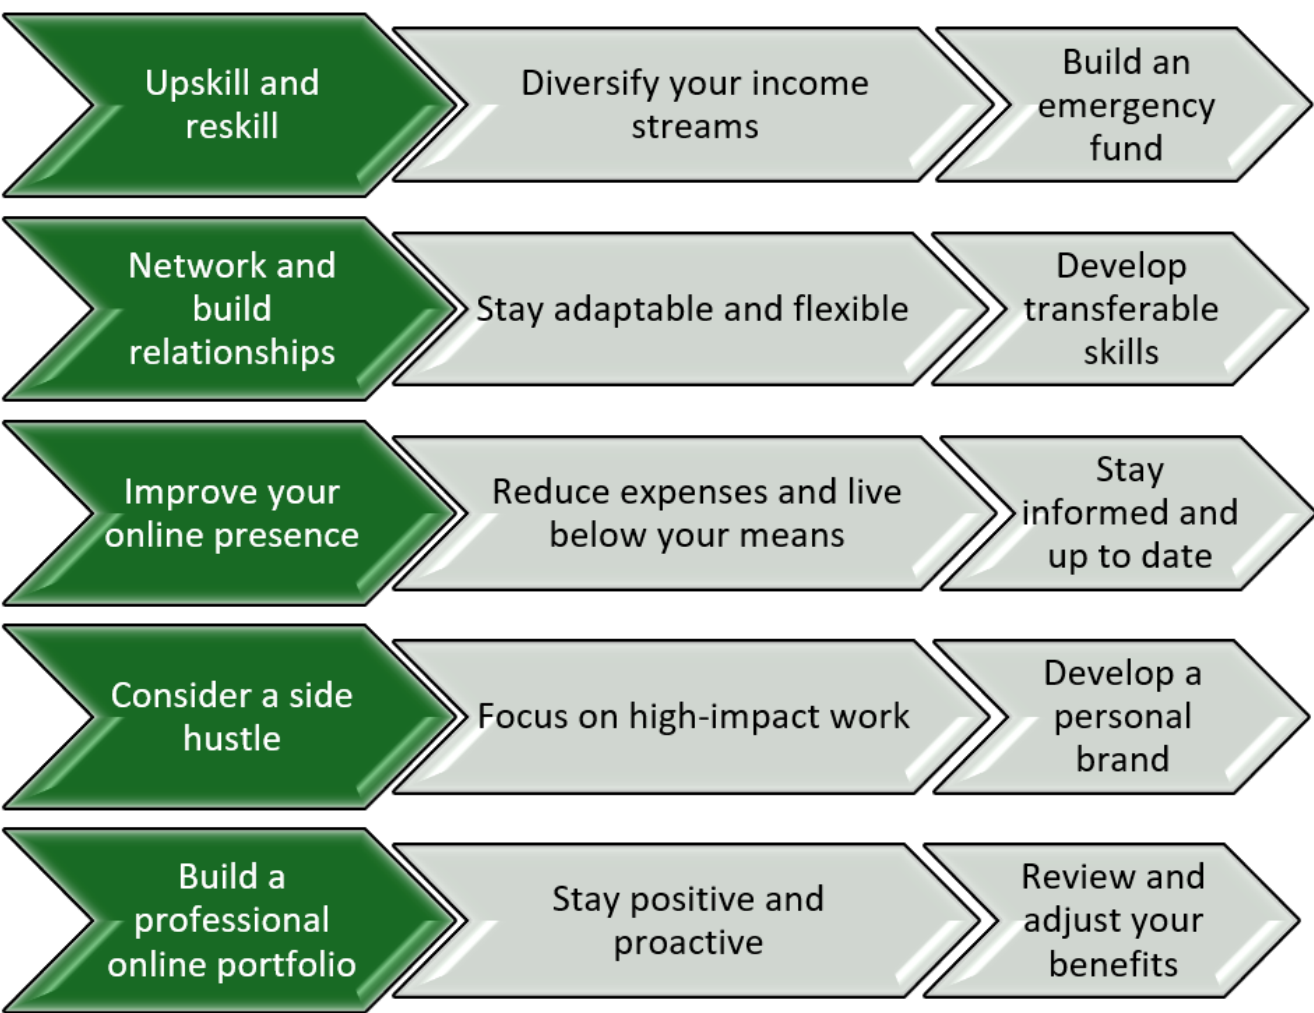 Upskill and
reskill
Diversify your income
streams
Build an
emergency
fund
Network and
build
relationships
Stay adaptable and flexible
Develop
transferable
skills
Improve your
online presence
Reduce expenses and live
below your means
Stay
informed and
up to date
Consider a side
hustle
Focus on high-impact work
Develop a
personal
brand
Build a
professional
online portfolio
Stay positive and
proactive
Review and
adjust your
benefits